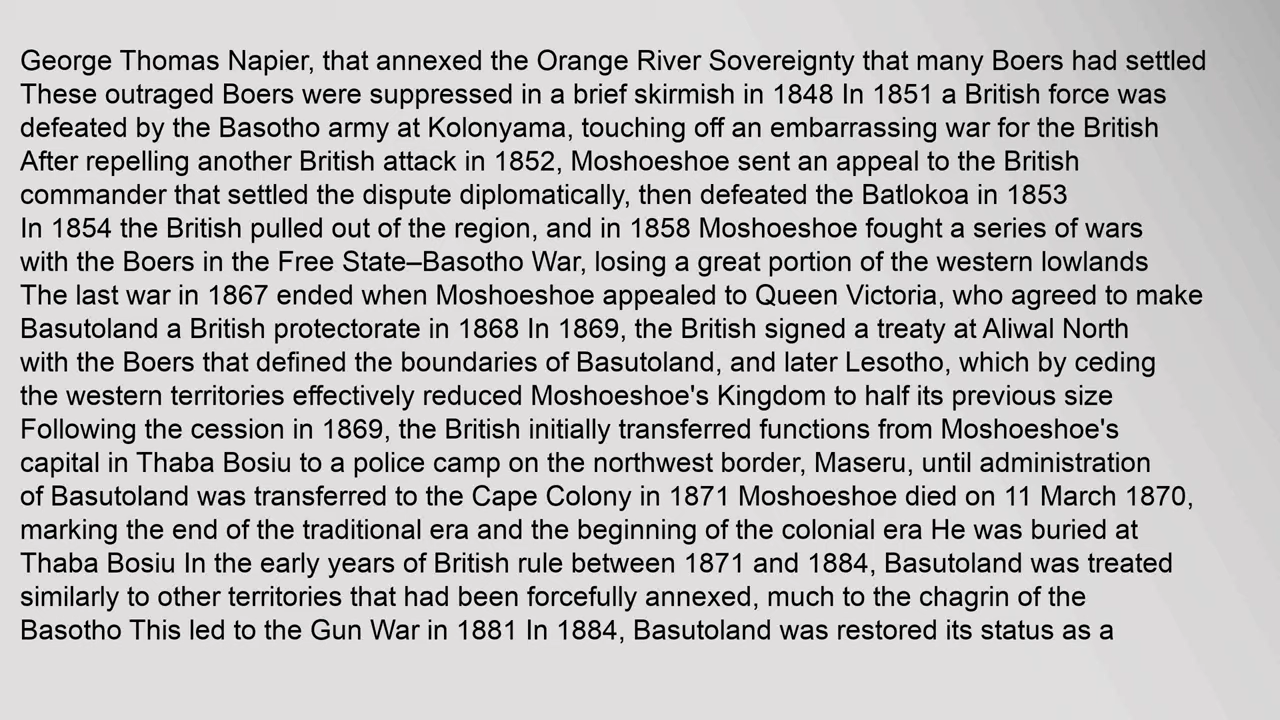 George Thomas Napier, that annexed the Orange River Sovereignty that many Boers had settled
These outraged Boers were suppressed in a brief skirmish in 1848 In 1851 a British force was
defeated by the Basotho army at Kolonyama, touching off an embarrassing war for the British
After repelling another British attack in 1852, Moshoeshoe sent an appeal to the British
commander that settled the dispute diplomatically, then defeated the Batlokoa in 1853
In 1854 the British pulled out of the region, and in 1858 Moshoeshoe fought a series of wars
with the Boers in the Free State–Basotho War, losing a great portion of the western lowlands
The last war in 1867 ended when Moshoeshoe appealed to Queen Victoria, who agreed to make
Basutoland a British protectorate in 1868 In 1869, the British signed a treaty at Aliwal North
with the Boers that defined the boundaries of Basutoland, and later Lesotho, which by ceding
the western territories effectively reduced Moshoeshoe's Kingdom to half its previous size
Following the cession in 1869, the British initially transferred functions from Moshoeshoe's
capital in Thaba Bosiu to a police camp on the northwest border, Maseru, until administration
of Basutoland was transferred to the Cape Colony in 1871 Moshoeshoe died on 11 March 1870,
marking the end of the traditional era and the beginning of the colonial era He was buried at
Thaba Bosiu In the early years of British rule between 1871 and 1884, Basutoland was treated
similarly to other territories that had been forcefully annexed, much to the chagrin of the
Basotho This led to the Gun War in 1881 In 1884, Basutoland was restored its status as a